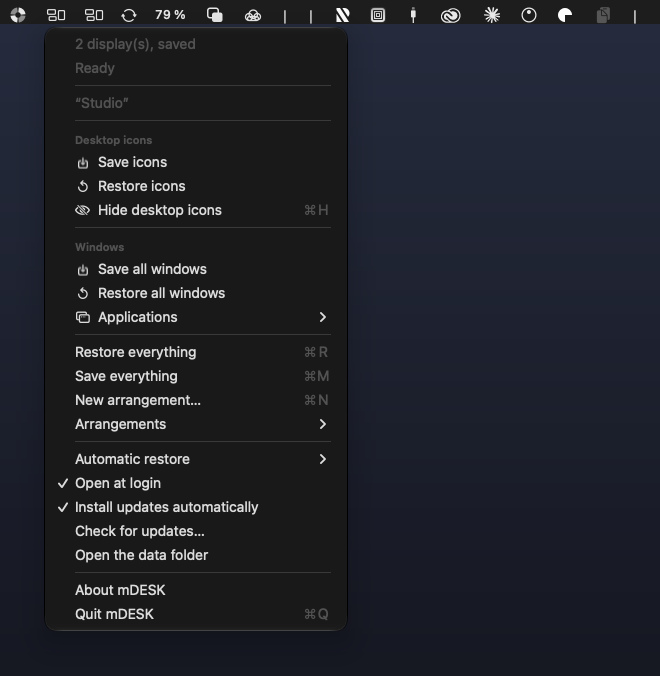 79 %
2 display(s), saved
Ready
“Studio”
Desktop icons
Save icons
Restore icons
Hide desktop icons ⌘H
Windows
Save all windows
Restore all windows
Applications
Restore everything ⌘R
Save everything ⌘M
New arrangement... ⌘N
Arrangements
Automatic restore
Open at login
Install updates automatically
Check for updates...
Open the data folder
About mDESK
Quit mDESK ⌘Q